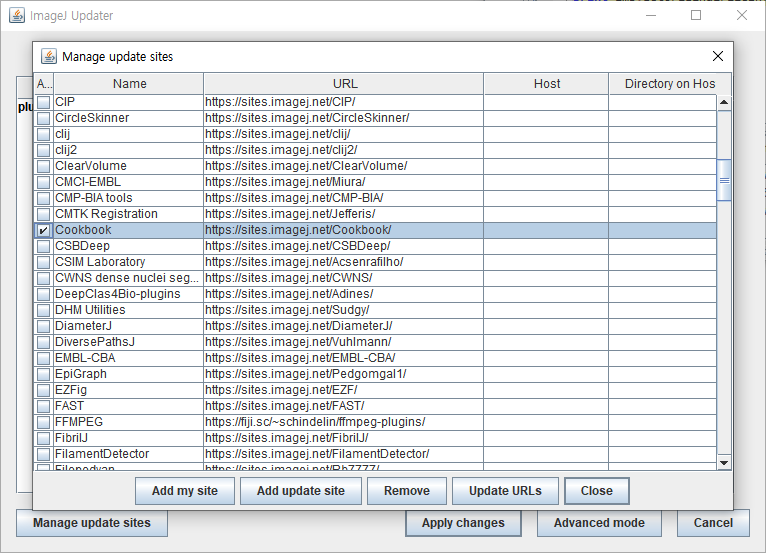 ImageJ Updater
Manage update sites
A... Name URL Host Directory on Hos
CIP https://sites.imagej.net/CIP/
CircleSkinner https://sites.imagej.net/CircleSkinner/
clij https://sites.imagej.net/clij/
clij2 https://sites.imagej.net/clij2/
ClearVolume https://sites.imagej.net/ClearVolume/
CMCI-EMBL https://sites.imagej.net/Miura/
CMP-BIA tools https://sites.imagej.net/CMP-BIA/
CMTK Registration https://sites.imagej.net/Jefferis/
Cookbook https://sites.imagej.net/Cookbook/
CSBDeep https://sites.imagej.net/CSBDeep/
CSIM Laboratory https://sites.imagej.net/Acsenrafilho/
CWNS dense nuclei seg... https://sites.imagej.net/CWNS/
DeepClas4Bio-plugins https://sites.imagej.net/Adines/
DHM Utilities https://sites.imagej.net/Sudgy/
DiameterJ https://sites.imagej.net/DiameterJ/
DiversePathsJ https://sites.imagej.net/Vuhlmann/
EMBL-CBA https://sites.imagej.net/EMBL-CBA/
EpiGraph https://sites.imagej.net/Pedgomgal1/
EZFig https://sites.imagej.net/EZF/
FAST https://sites.imagej.net/FAST/
FFMPEG https://fiji.sc/~schindelin/ffmpeg-plugins/
FibrilJ https://sites.imagej.net/FibrilJ/
FilamentDetector https://sites.imagej.net/FilamentDetector/
Filopodyan https://sites.imagej.net/Rb7777/
plu
Add my site Add update site Remove Update URLs Close
Manage update sites Apply changes Advanced mode Cancel